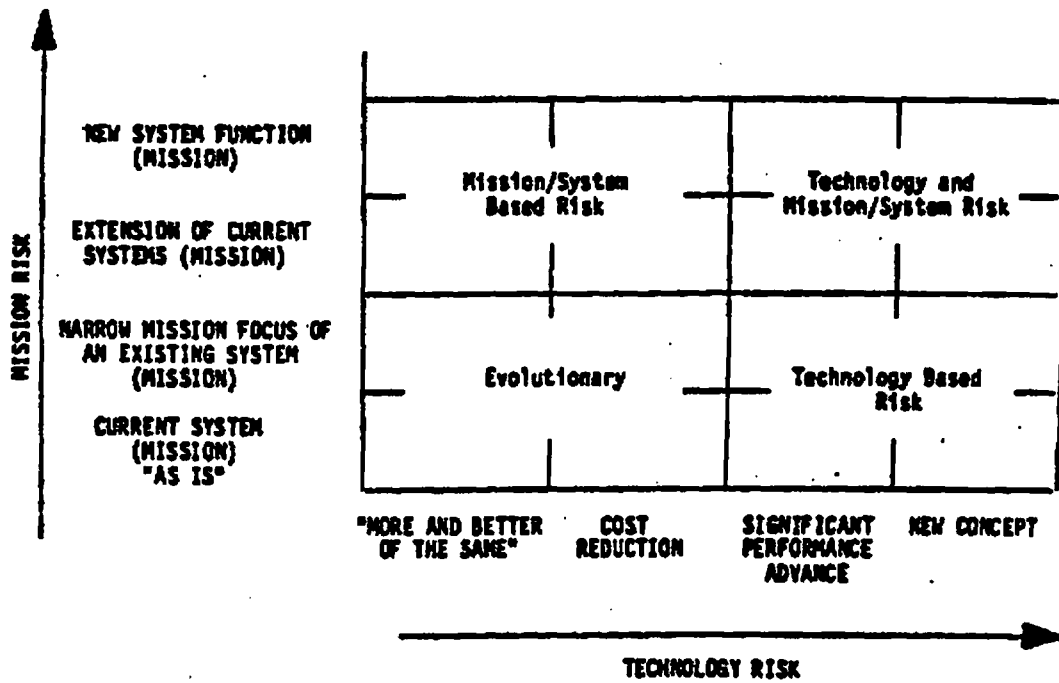 MISSION RISK
NEW SYSTEM FUNCTION
(MISSION)
EXTENSION OF CURRENT
SYSTEMS (MISSION)
NARROW MISSION FOCUS OF
AN EXISTING SYSTEM
(MISSION)
CURRENT SYSTEM
(MISSION)
"AS IS"
Mission/System
Based Risk
Technology and
Mission/System Risk
Evolutionary
Technology Based
Risk
"MORE AND BETTER
OF THE SAME"
COST
REDUCTION
SIGNIFICANT
PERFORMANCE
ADVANCE
NEW CONCEPT
TECHNOLOGY RISK